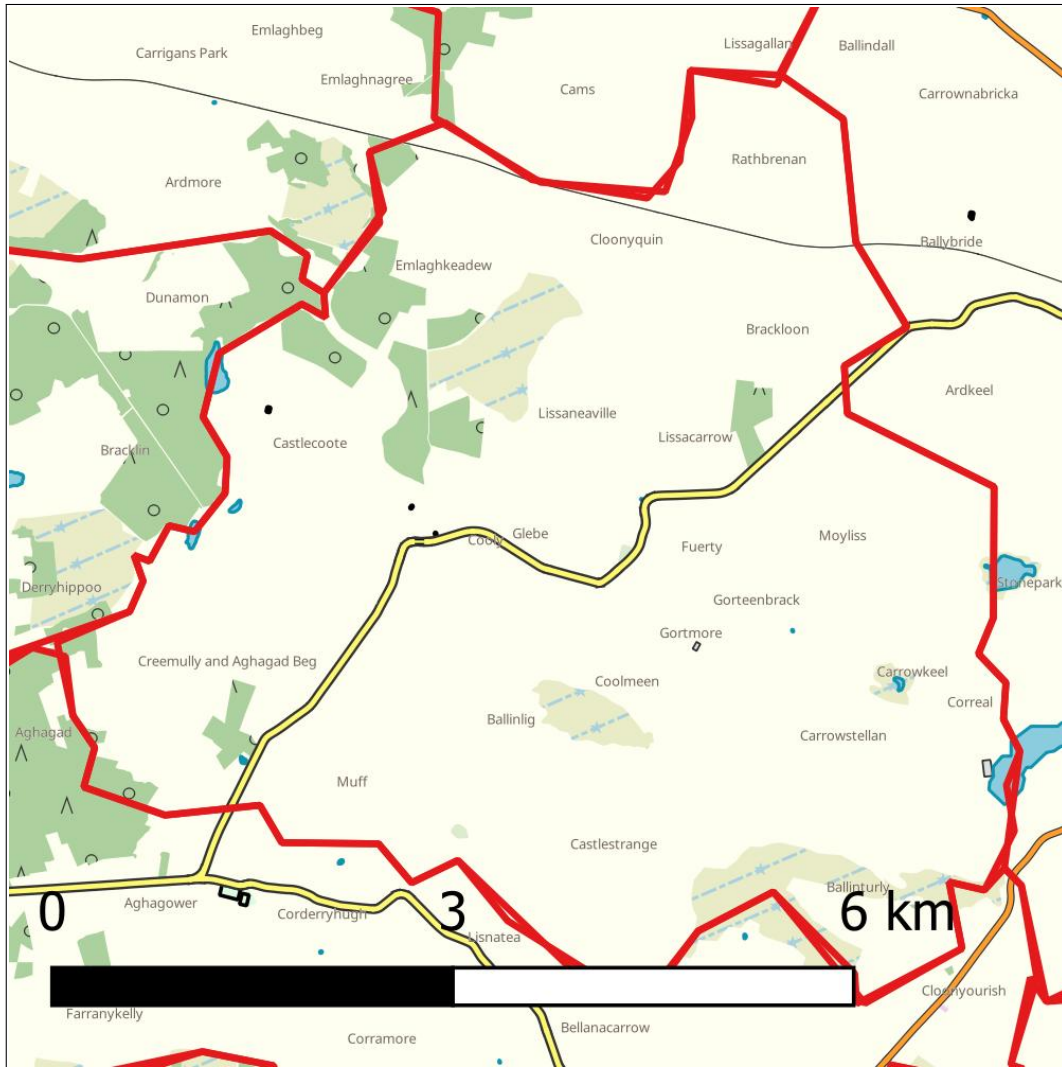 Emlaghbeg
Lissagallan
Ballindall
Carrigans Park
Emlaghnagree
Cams
Carrownabricka
Rathbrenan
Ardmore
Cloonyquin
Ballybride
Emlaghkeadew
Dunamon
Brackloon
Ardkeel
Lissaneaville
Lissacarrow
Castlecoote
Bracklin
Glebe
Cooly
Moyliss
Fuerty
Stonepark
Derryhippoo
Gorteenbrack
Gortmore
Creemully and Aghagad Beg
Carrowkeel
Coolmeen
Correal
Ballinlig
Aghagad
Carrowstellan
Muff
Castlestrange
Ballinturly
Aghagower
Corderryhugh
0
3
6 km
Lisnatea
Cloonyourish
Farranykelly
Bellanacarrow
Corramore